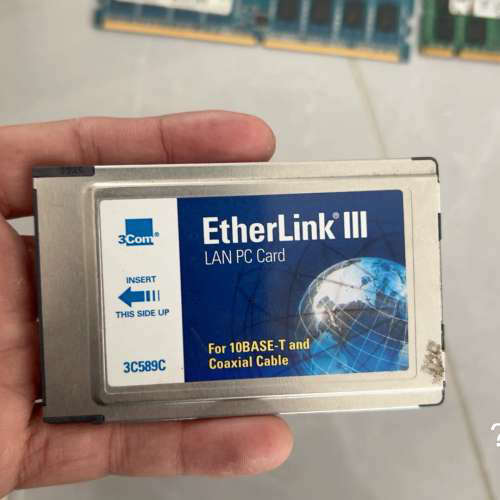 3Com®
EtherLink® III
LAN PC Card
INSERT
THIS SIDE UP
3C589C
For 10BASE-T and
Coaxial Cable
?